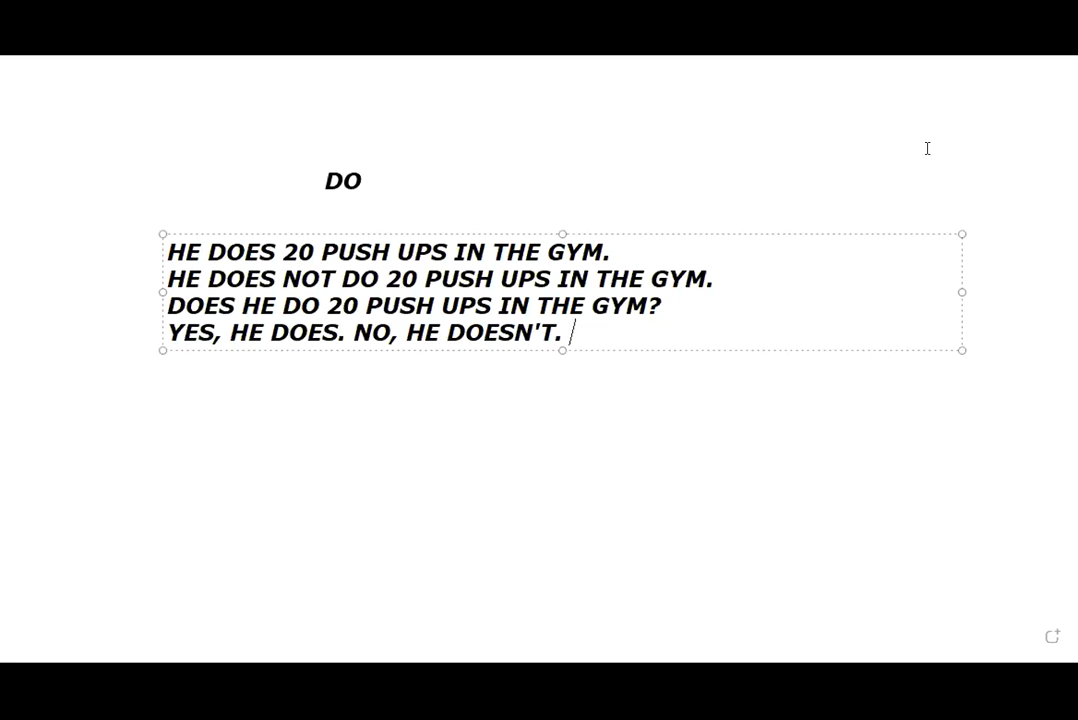 DO
HE DOES 20 PUSH UPS IN THE GYM.
HE DOES NOT DO 20 PUSH UPS IN THE GYM.
DOES HE DO 20 PUSH UPS IN THE GYM?
YES, HE DOES. NO, HE DOESN'T.